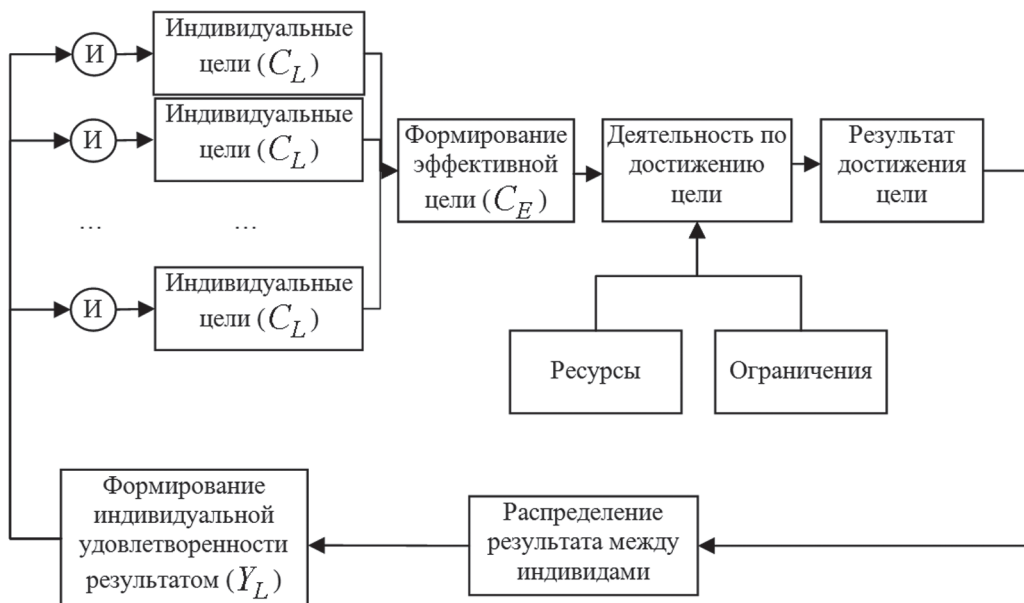 И
Индивидуальные
цели (C_L)
И
Индивидуальные
цели (C_L)
...
...
И
Индивидуальные
цели (C_L)
Формирование
эффективной
цели (C_E)
Деятельность по
достижению
цели
Результат
достижения
цели
Ресурсы
Ограничения
Формирование
индивидуальной
удовлетворенности
результатом (Y_L)
Распределение
результата между
индивидами